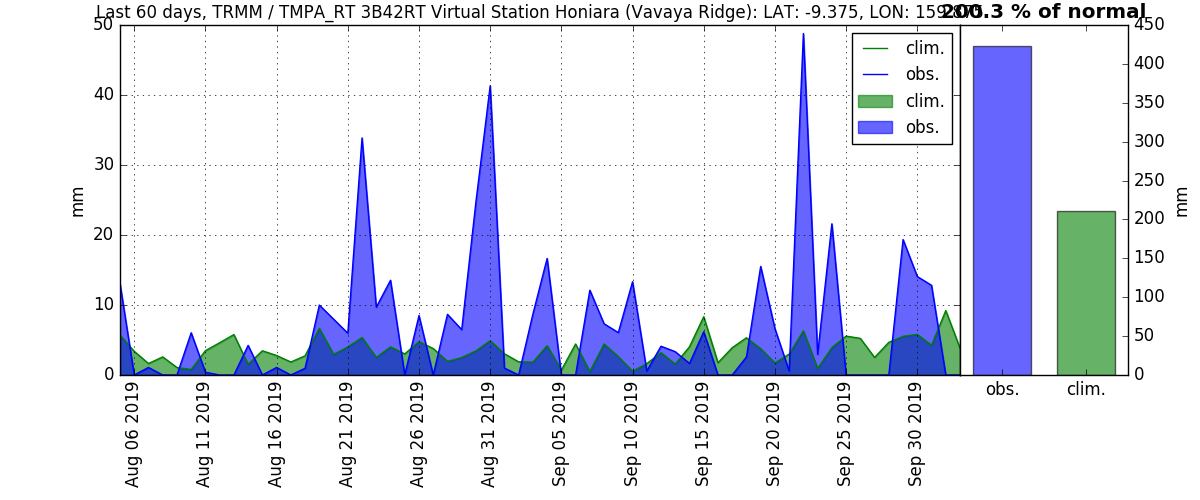 Last 60 days, TRMM / TMPA_RT 3B42RT Virtual Station Honiara (Vavaya Ridge): LAT: -9.375, LON: 159.875
200.3 % of normal
50
40
30
20
10
0
mm
clim.
obs.
clim.
obs.
Aug 06 2019
Aug 11 2019
Aug 16 2019
Aug 21 2019
Aug 26 2019
Aug 31 2019
Sep 05 2019
Sep 10 2019
Sep 15 2019
Sep 20 2019
Sep 25 2019
Sep 30 2019
450
400
350
300
250
200
150
100
50
0
mm
obs.
clim.